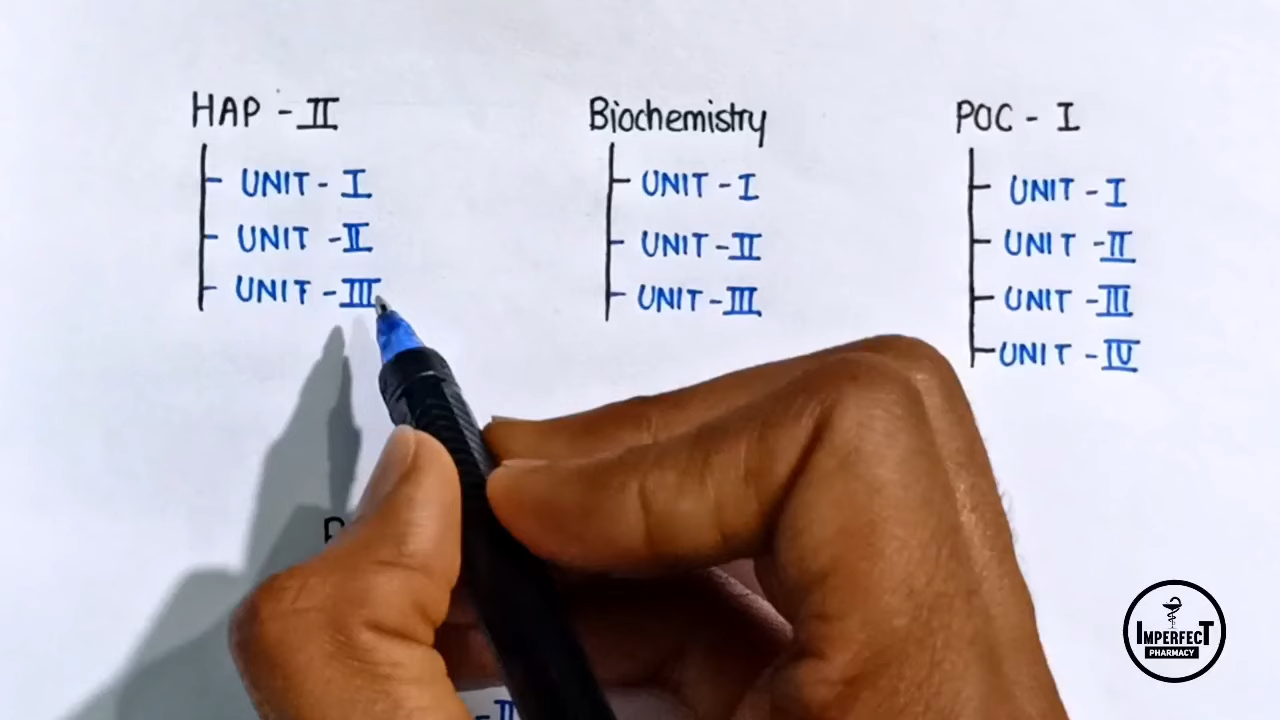 HAP - II
UNIT - I
UNIT - II
UNIT - III
Biochemistry
UNIT - I
UNIT - II
UNIT - III
POC - I
UNIT - I
UNIT - II
UNIT - III
UNIT - IV
- II
IMPERFECT
PHARMACY